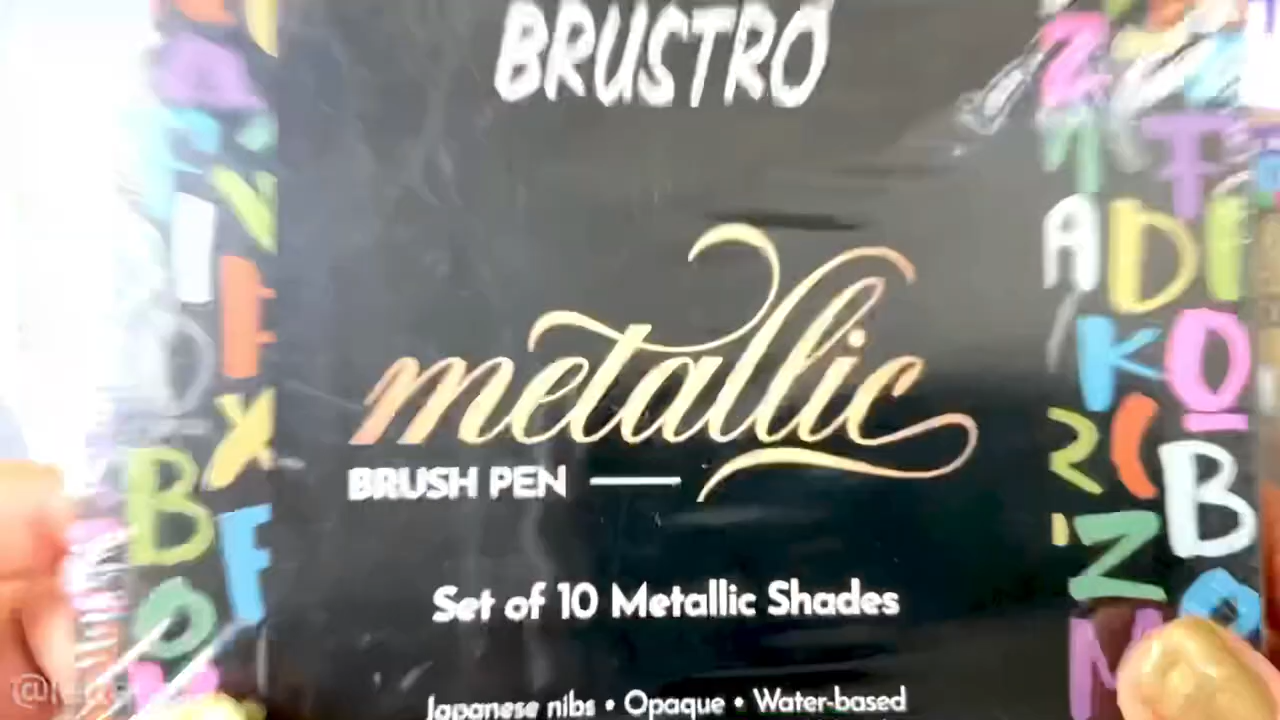 BRUSTRO
metallic
BRUSH PEN
Set of 10 Metallic Shades
Japanese nibs • Opaque • Water-based